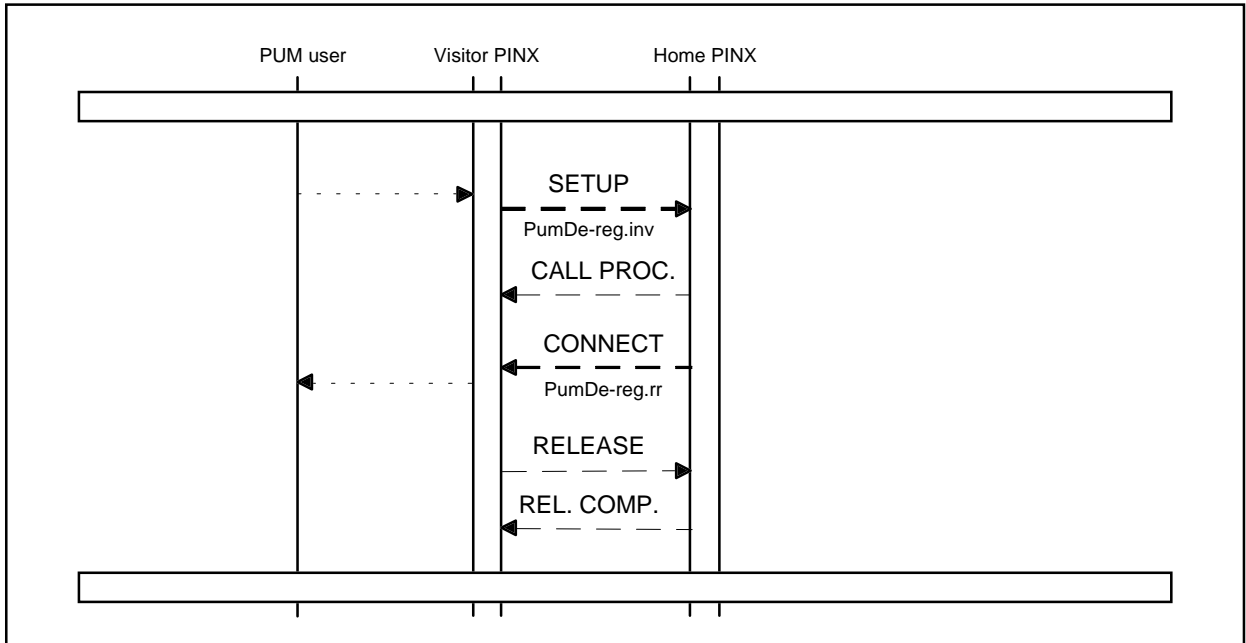 PUM user Visitor PINX Home PINX
SETUP
PumDe-reg.inv
CALL PROC.
CONNECT
PumDe-reg.rr
RELEASE
REL. COMP.